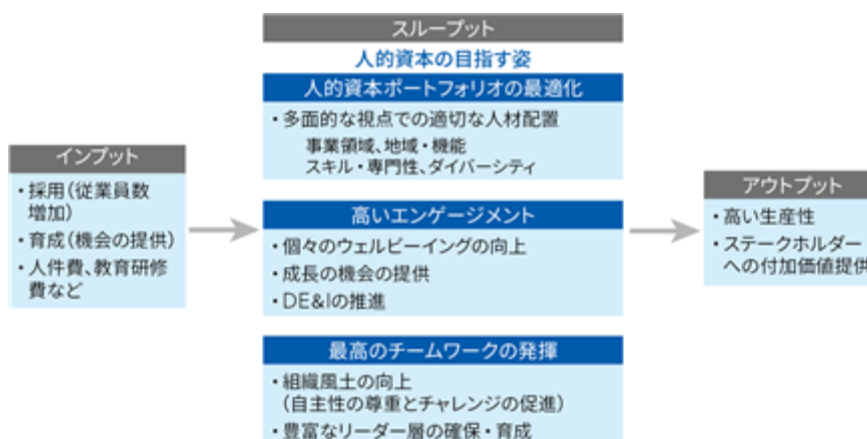 スループット
人的資本の目指す姿
人的資本ポートフォリオの最適化
・多面的な視点での適切な人材配置
事業領域、地域・機能
スキル・専門性、ダイバーシティ
インプット
・採用（従業員数
増加）
・育成（機会の提供）
・人件費、教育研修
費など
高いエンゲージメント
・個々のウェルビーイングの向上
・成長の機会の提供
・DE&Iの推進
最高のチームワークの発揮
・組織風土の向上
（自主性の尊重とチャレンジの促進）
・豊富なリーダー層の確保・育成
アウトプット
・高い生産性
・ステークホルダー
への付加価値提供